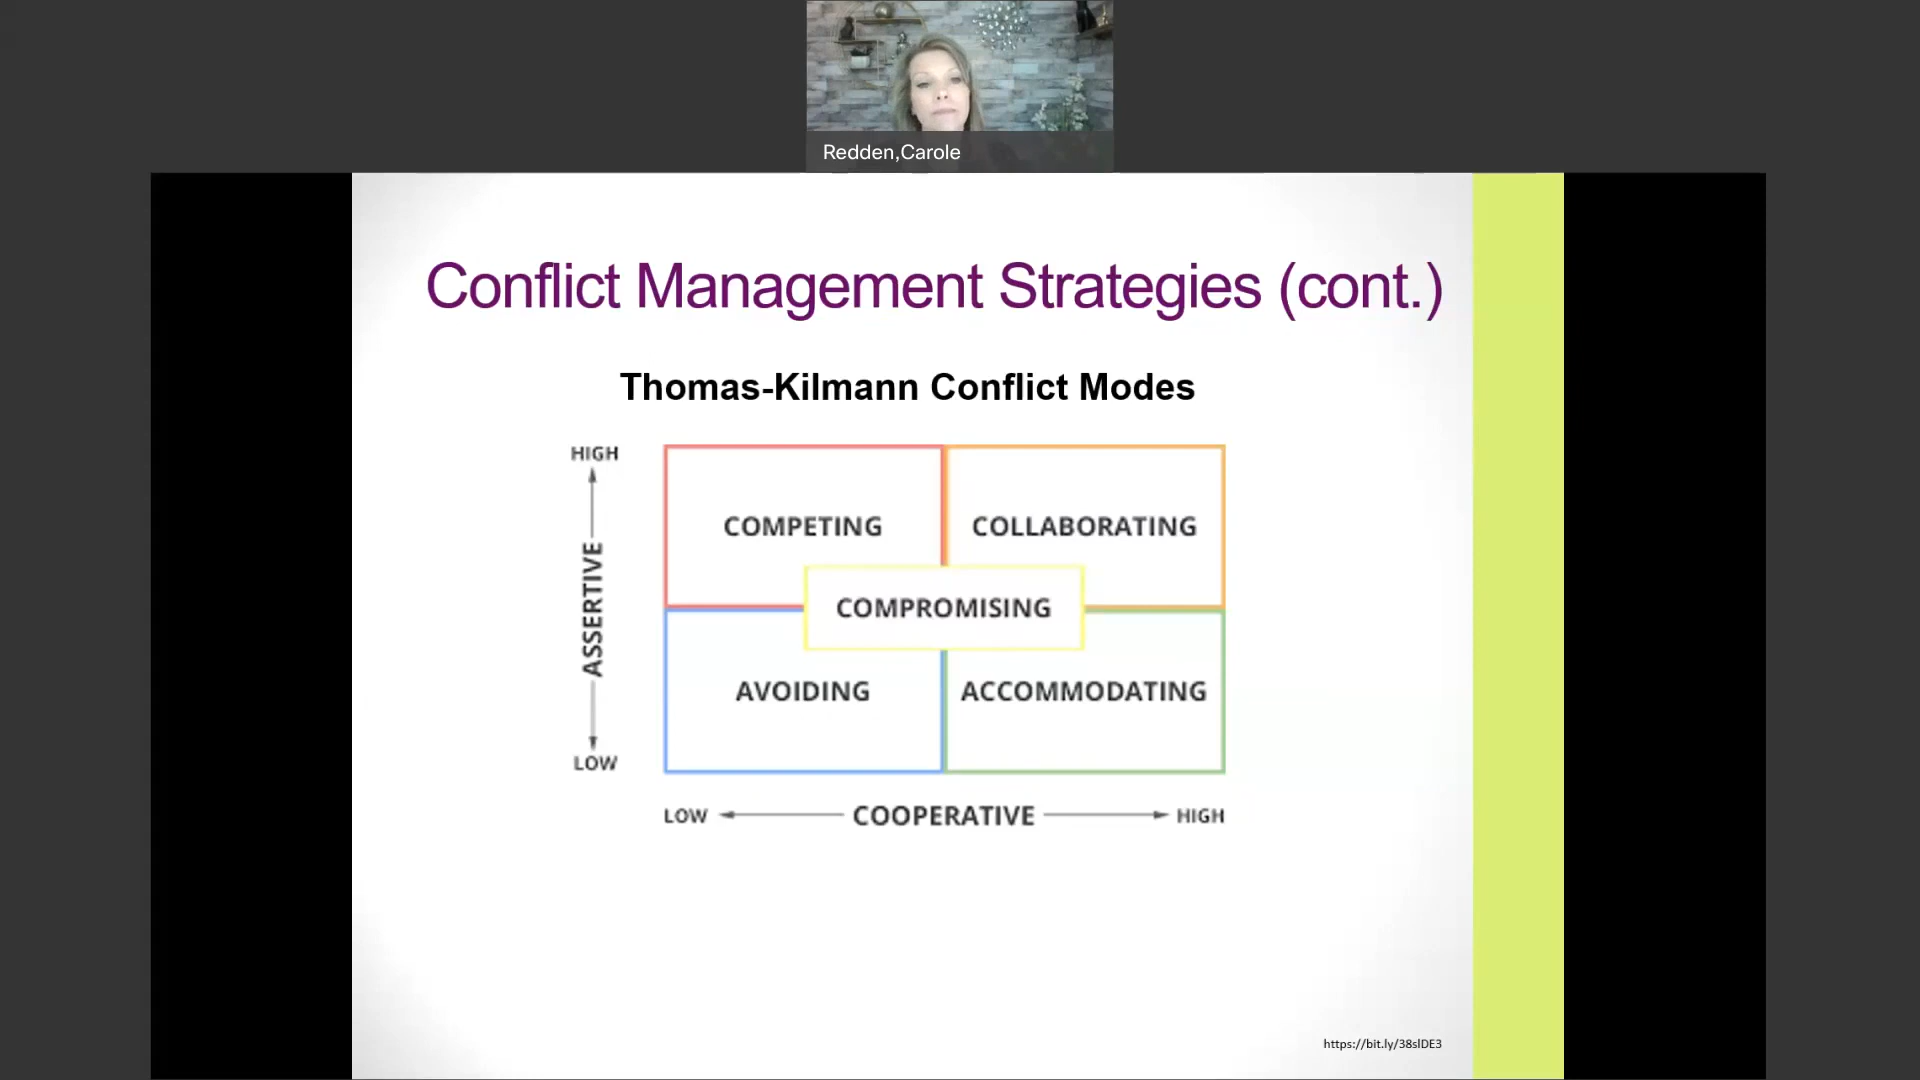 Redden,Carole
Conflict Management Strategies (cont.)
Thomas-Kilmann Conflict Modes
HIGH
ASSERTIVE
LOW
COMPETING
COLLABORATING
COMPROMISING
AVOIDING
ACCOMMODATING
LOW
COOPERATIVE
HIGH
https://bit.ly/38slDE3